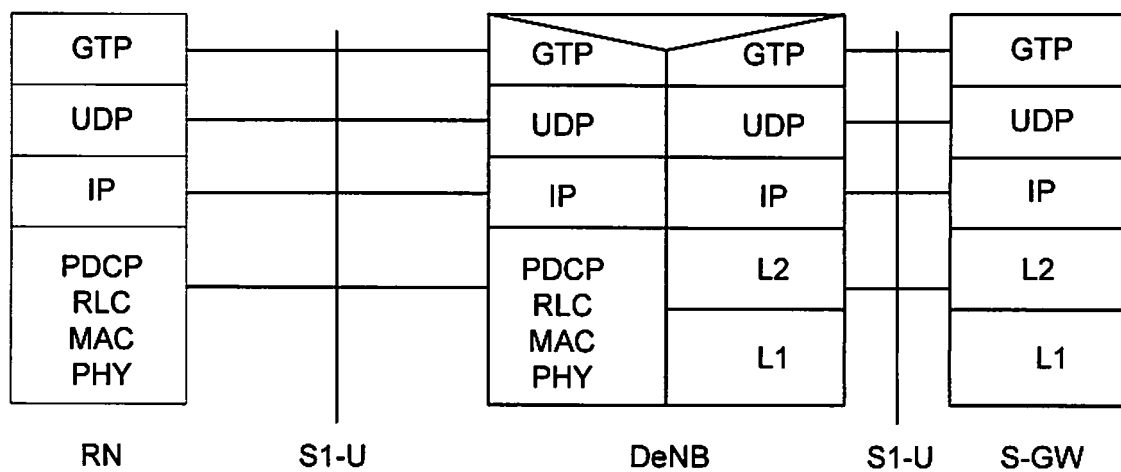 GTP GTP GTP GTP
UDP UDP UDP UDP
IP IP IP IP
PDCP PDCP L2 L2
RLC RLC
MAC MAC L1 L1
PHY PHY
RN S1-U DeNB S1-U S-GW